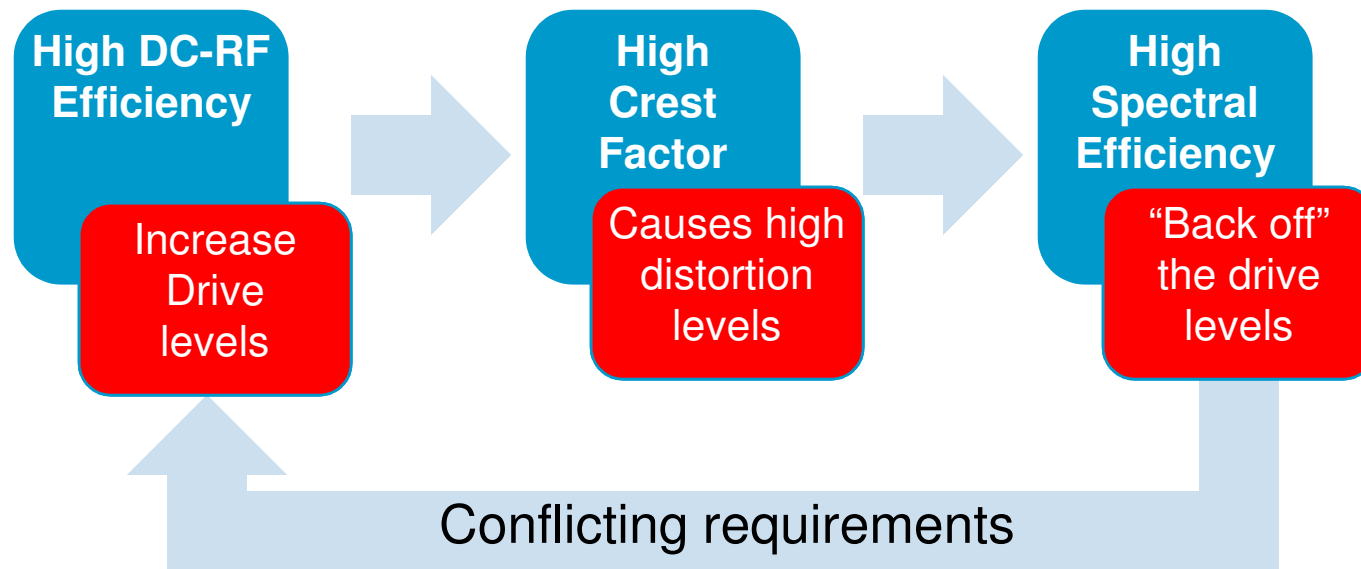 High DC-RF
Efficiency
Increase
Drive
levels
High
Crest
Factor
Causes high
distortion
levels
High
Spectral
Efficiency
“Back off”
the drive
levels
Conflicting requirements